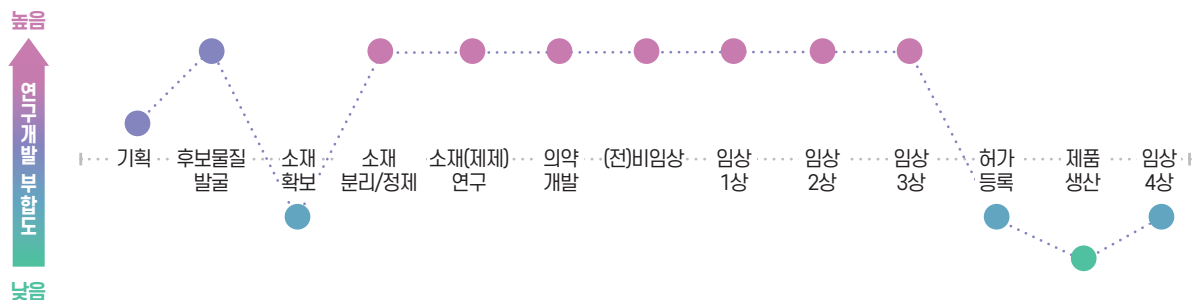 높음
연구개발 부합도
낮음
기획
후보물질
발굴
소재
확보
소재
분리/정제
소재(제제)
연구
의약
개발
(전)비임상
임상
1상
임상
2상
임상
3상
허가
등록
제품
생산
임상
4상